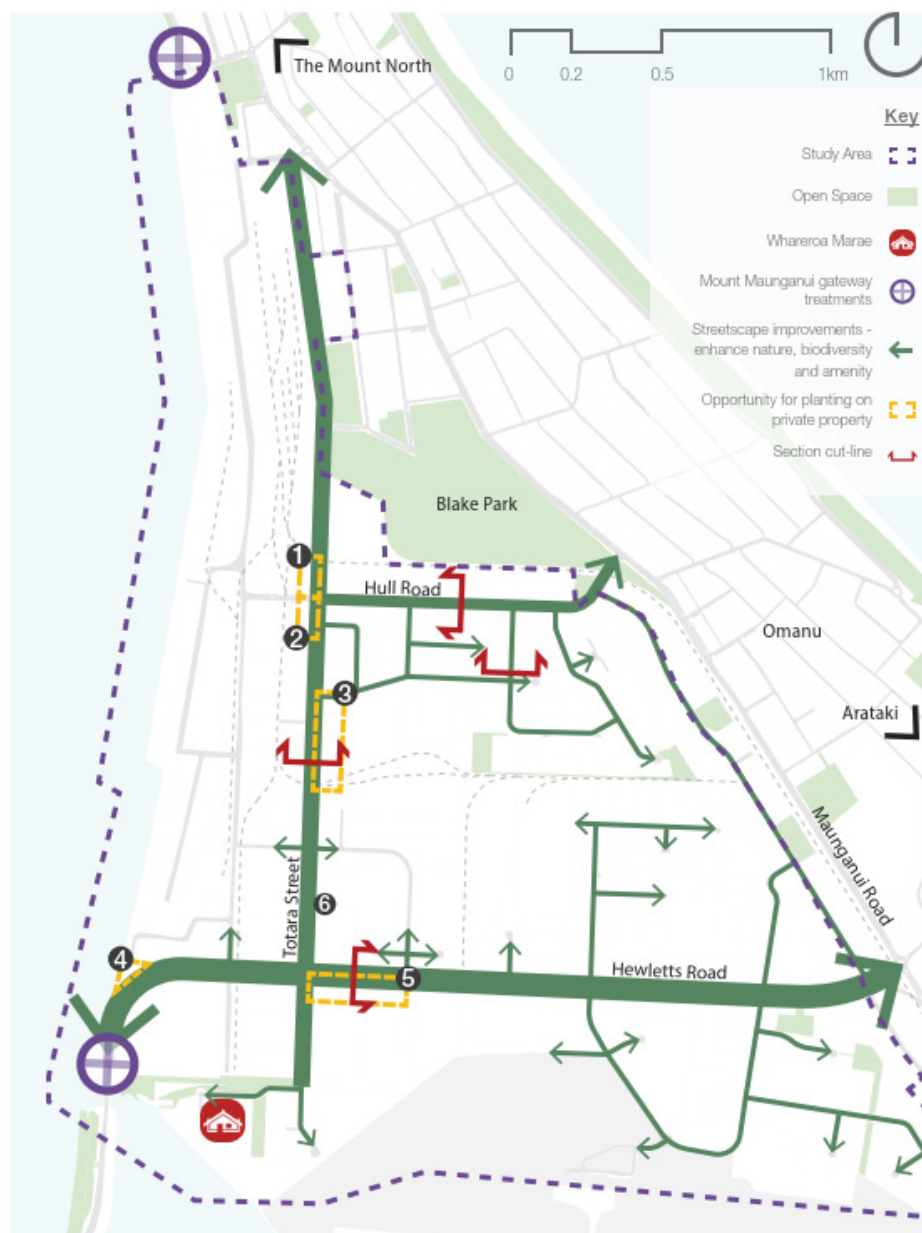 The Mount North
0
0.2
0.5
1km
Key
Study Area
Open Space
Whareroa Marae
Mount Maunganui gateway
treatments
Streetscape improvements -
enhance nature, biodiversity
and amenity
Opportunity for planting on
private property
Section cut-line
Blake Park
1
Hull Road
2
Omanu
3
Arataki
Maunganui Road
Totara Street
6
4
5
Hewletts Road